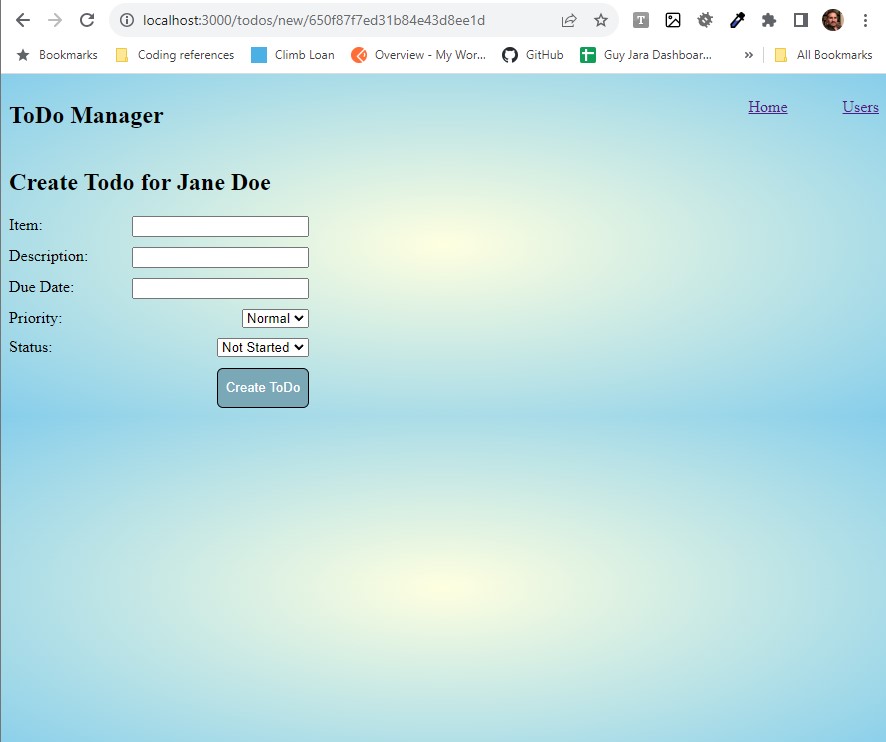 localhost:3000/todos/new/650f87f7ed31b84e43d8ee1d T
Bookmarks Coding references Climb Loan Overview - My Wor... GitHub Guy Jara Dashboar... » All Bookmarks
ToDo Manager Home Users
Create Todo for Jane Doe
Item:
Description:
Due Date:
Priority: Normal
Status: Not Started
Create ToDo